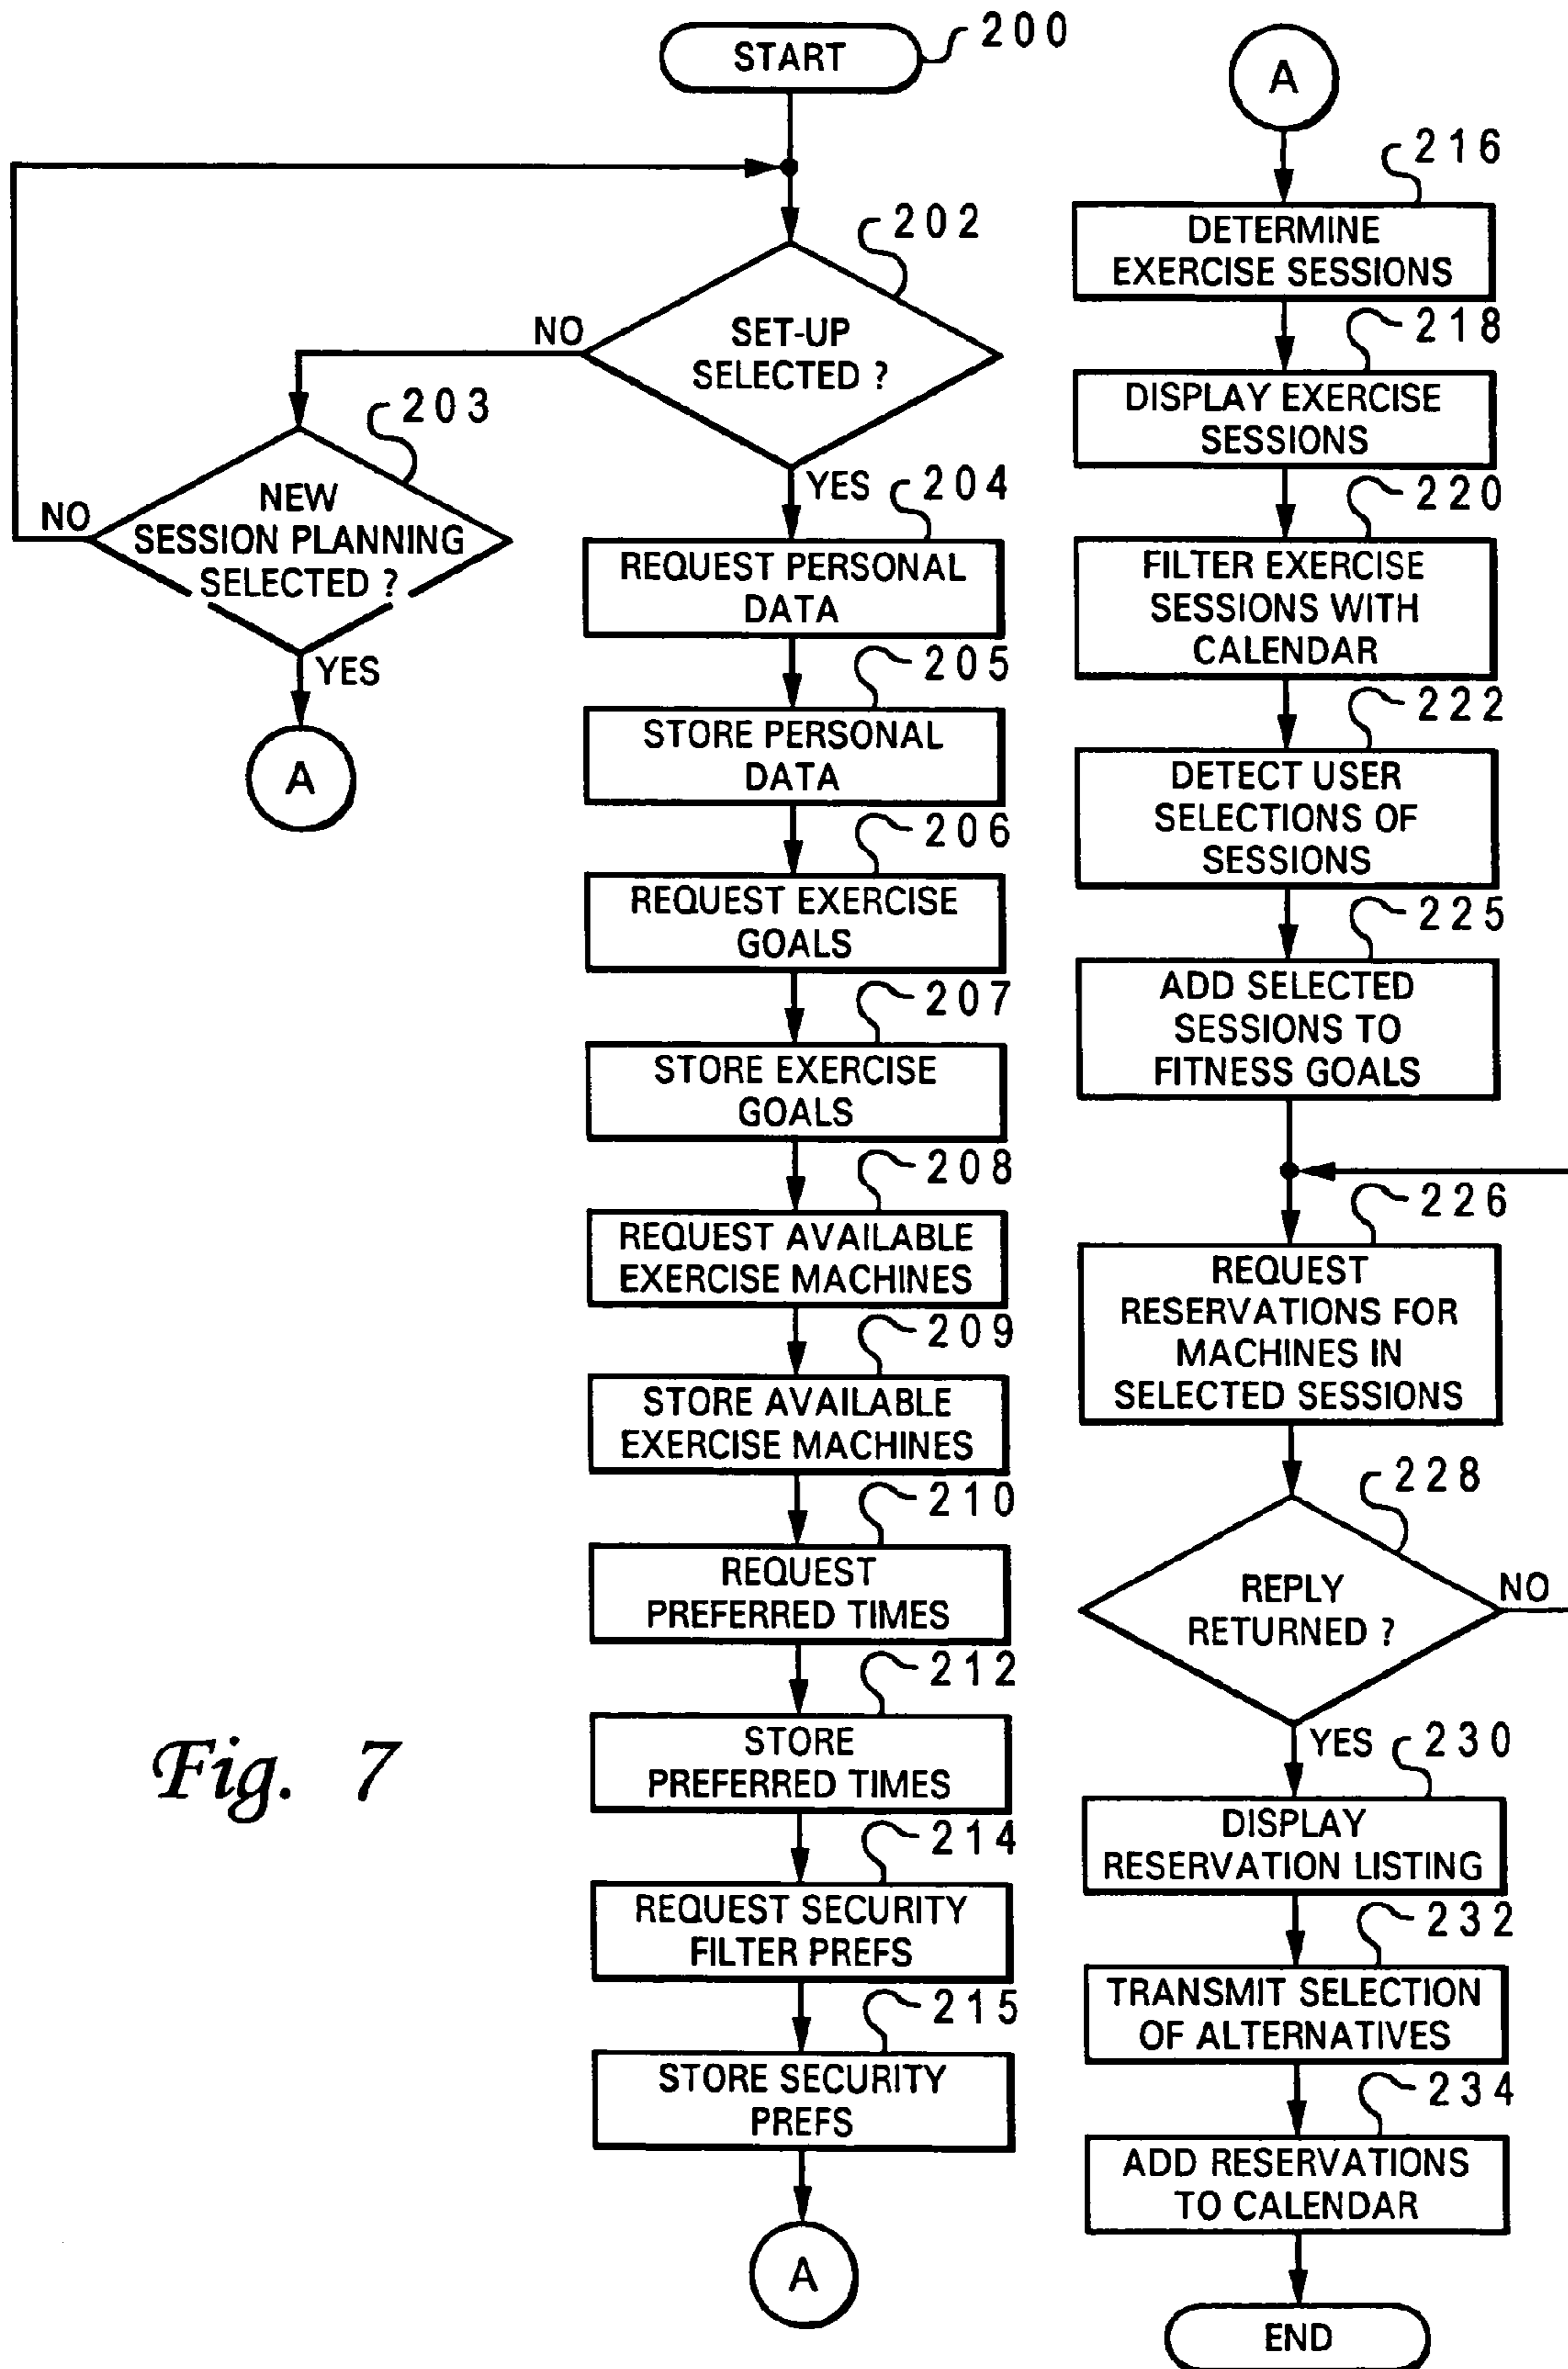 START
200
202
SET-UP
SELECTED ?
NO
203
NEW
SESSION PLANNING
SELECTED ?
NO
YES
A
YES
204
REQUEST PERSONAL
DATA
205
STORE PERSONAL
DATA
206
REQUEST EXERCISE
GOALS
207
STORE EXERCISE
GOALS
208
REQUEST AVAILABLE
EXERCISE MACHINES
209
STORE AVAILABLE
EXERCISE MACHINES
210
REQUEST
PREFERRED TIMES
212
STORE
PREFERRED TIMES
214
REQUEST SECURITY
FILTER PREFS
215
STORE SECURITY
PREFS
A
A
216
DETERMINE
EXERCISE SESSIONS
218
DISPLAY EXERCISE
SESSIONS
220
FILTER EXERCISE
SESSIONS WITH
CALENDAR
222
DETECT USER
SELECTIONS OF
SESSIONS
225
ADD SELECTED
SESSIONS TO
FITNESS GOALS
226
REQUEST
RESERVATIONS FOR
MACHINES IN
SELECTED SESSIONS
228
REPLY
RETURNED ?
NO
YES
230
DISPLAY
RESERVATION LISTING
232
TRANSMIT SELECTION
OF ALTERNATIVES
234
ADD RESERVATIONS
TO CALENDAR
END
Fig. 7